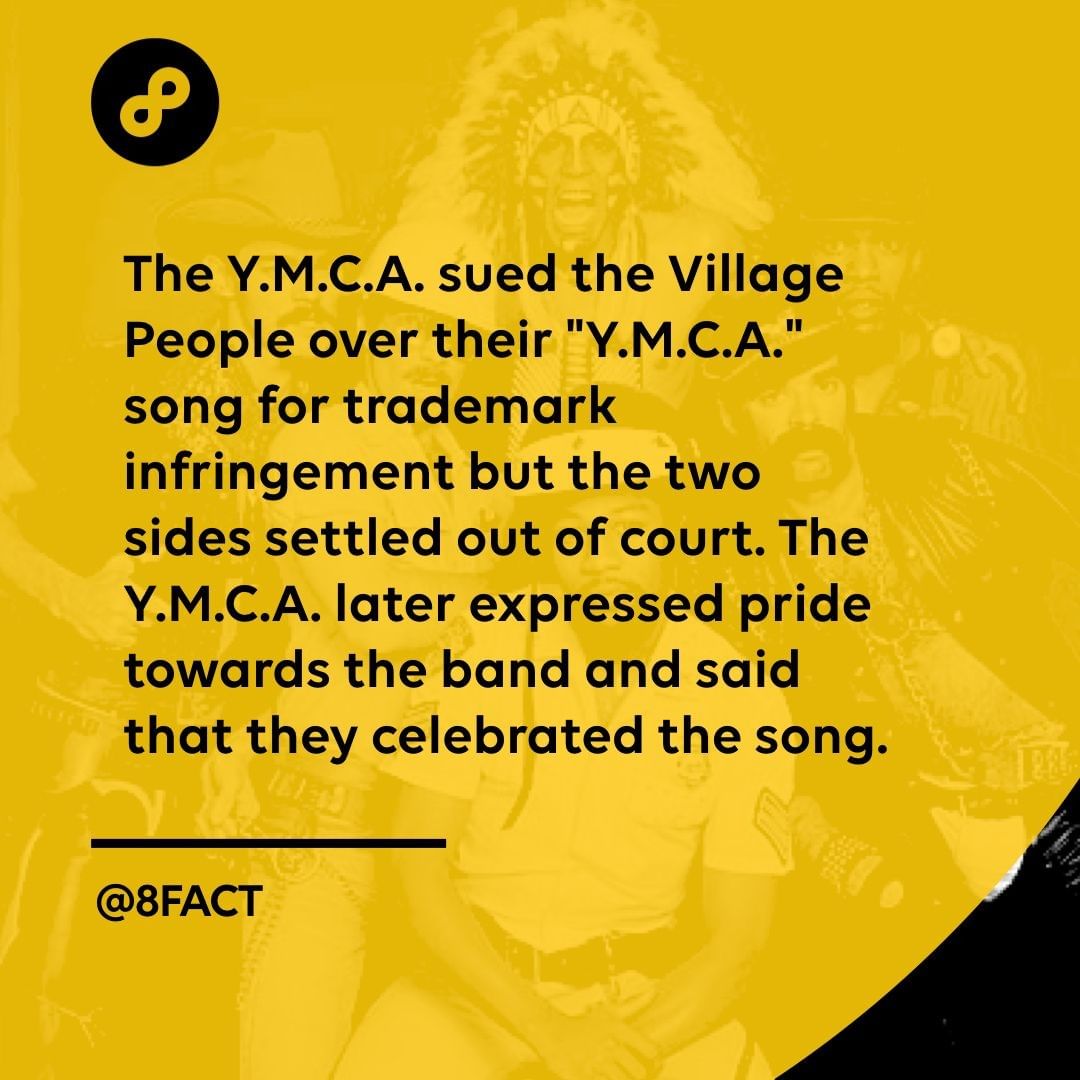 The Y.M.C.A. sued the Village
People over their "Y.M.C.A."
song for trademark
infringement but the two
sides settled out of court. The
Y.M.C.A. later expressed pride
towards the band and said
that they celebrated the song.
@8FACT